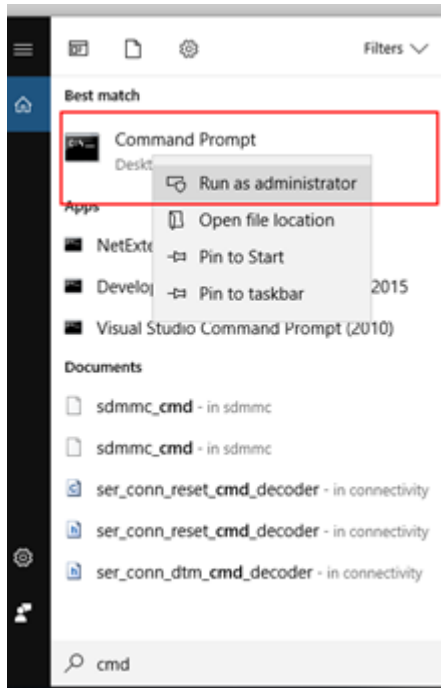 Filters
Best match
Command Prompt
Deskt
Run as administrator
Apps
Open file location
NetExte
Pin to Start
Develop 2015
Pin to taskbar
Visual Studio Command Prompt (2010)
Documents
sdmmc_cmd - in sdmmc
sdmmc_cmd - in sdmmc
ser_conn_reset_cmd_decoder - in connectivity
ser_conn_reset_cmd_decoder - in connectivity
ser_conn_dtm_cmd_decoder - in connectivity
cmd